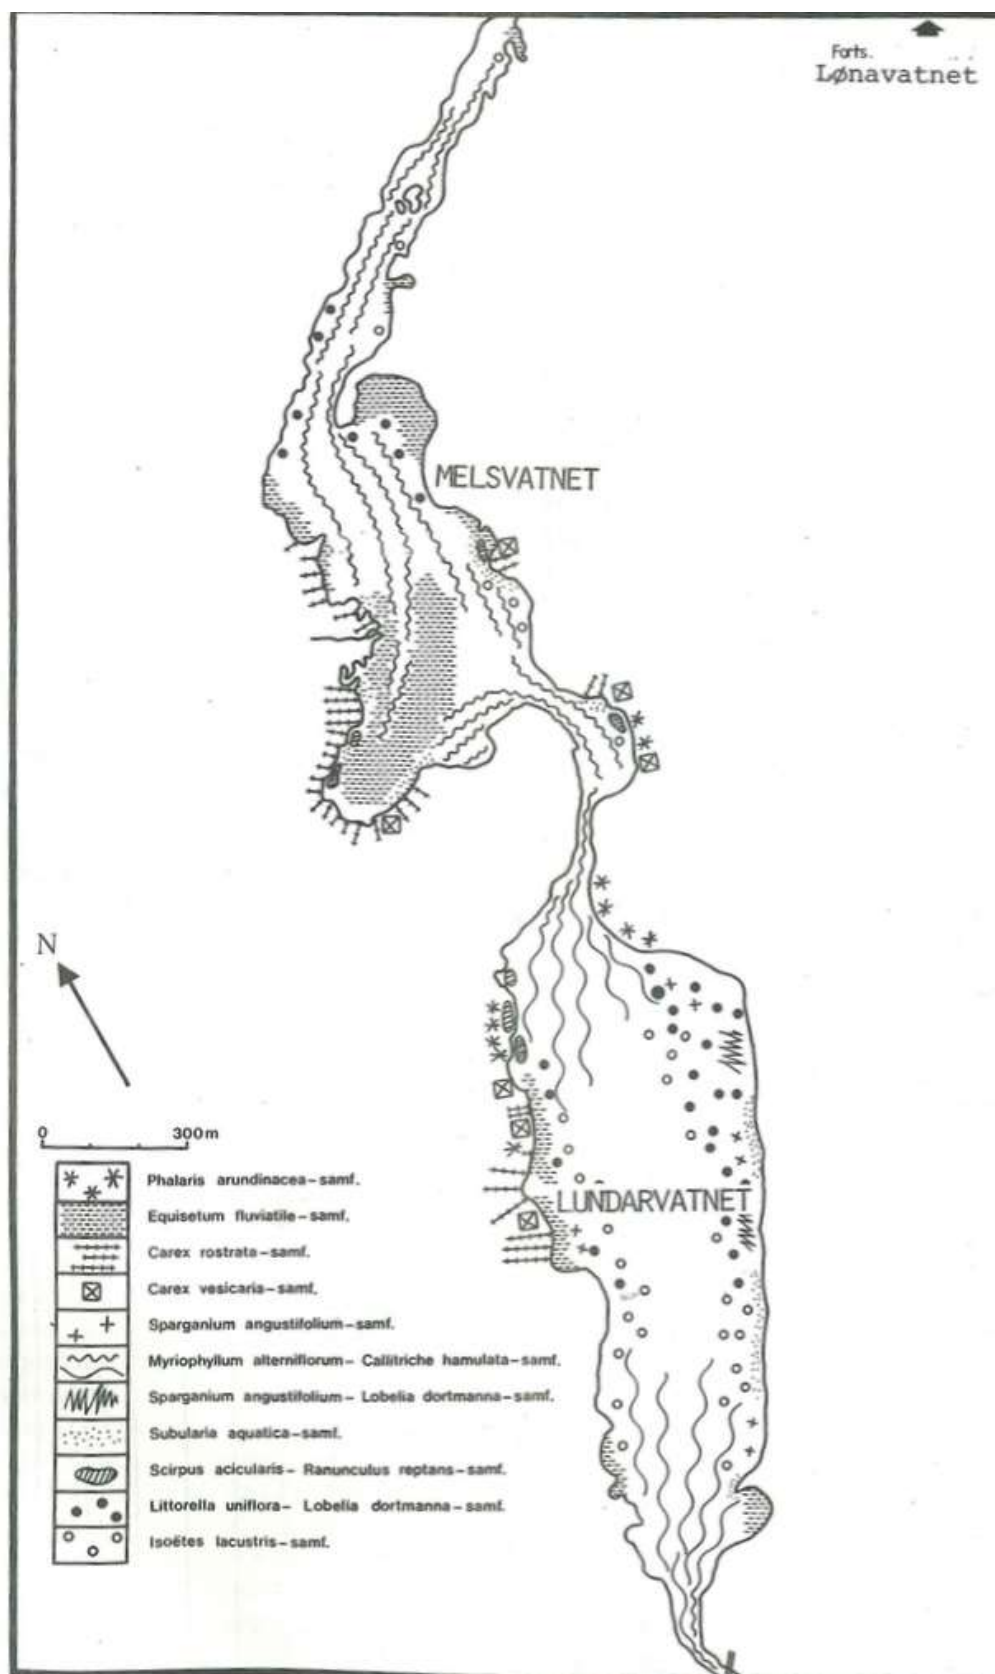 Forts.
Lønavatnet
MELSVATNET
N
0 300m
LUNDARVATNET
Phalaris arundinacea-samf.
Equisetum fluviatile-samf.
Carex rostrata-samf.
Carex vesicaris-samf.
Sparganium angustifolium-samf.
Myriophyllum alterniflorum- Callitriche hamulata-samf.
Sparganium angustifolium- Lobelia dortmanna-samf.
Subularia aquatica-samf.
Scirpus acicularis- Ranunculus reptans-samf.
Littorella uniflora- Lobelia dortmanna-samf.
Isoëtes lacustris-samf.